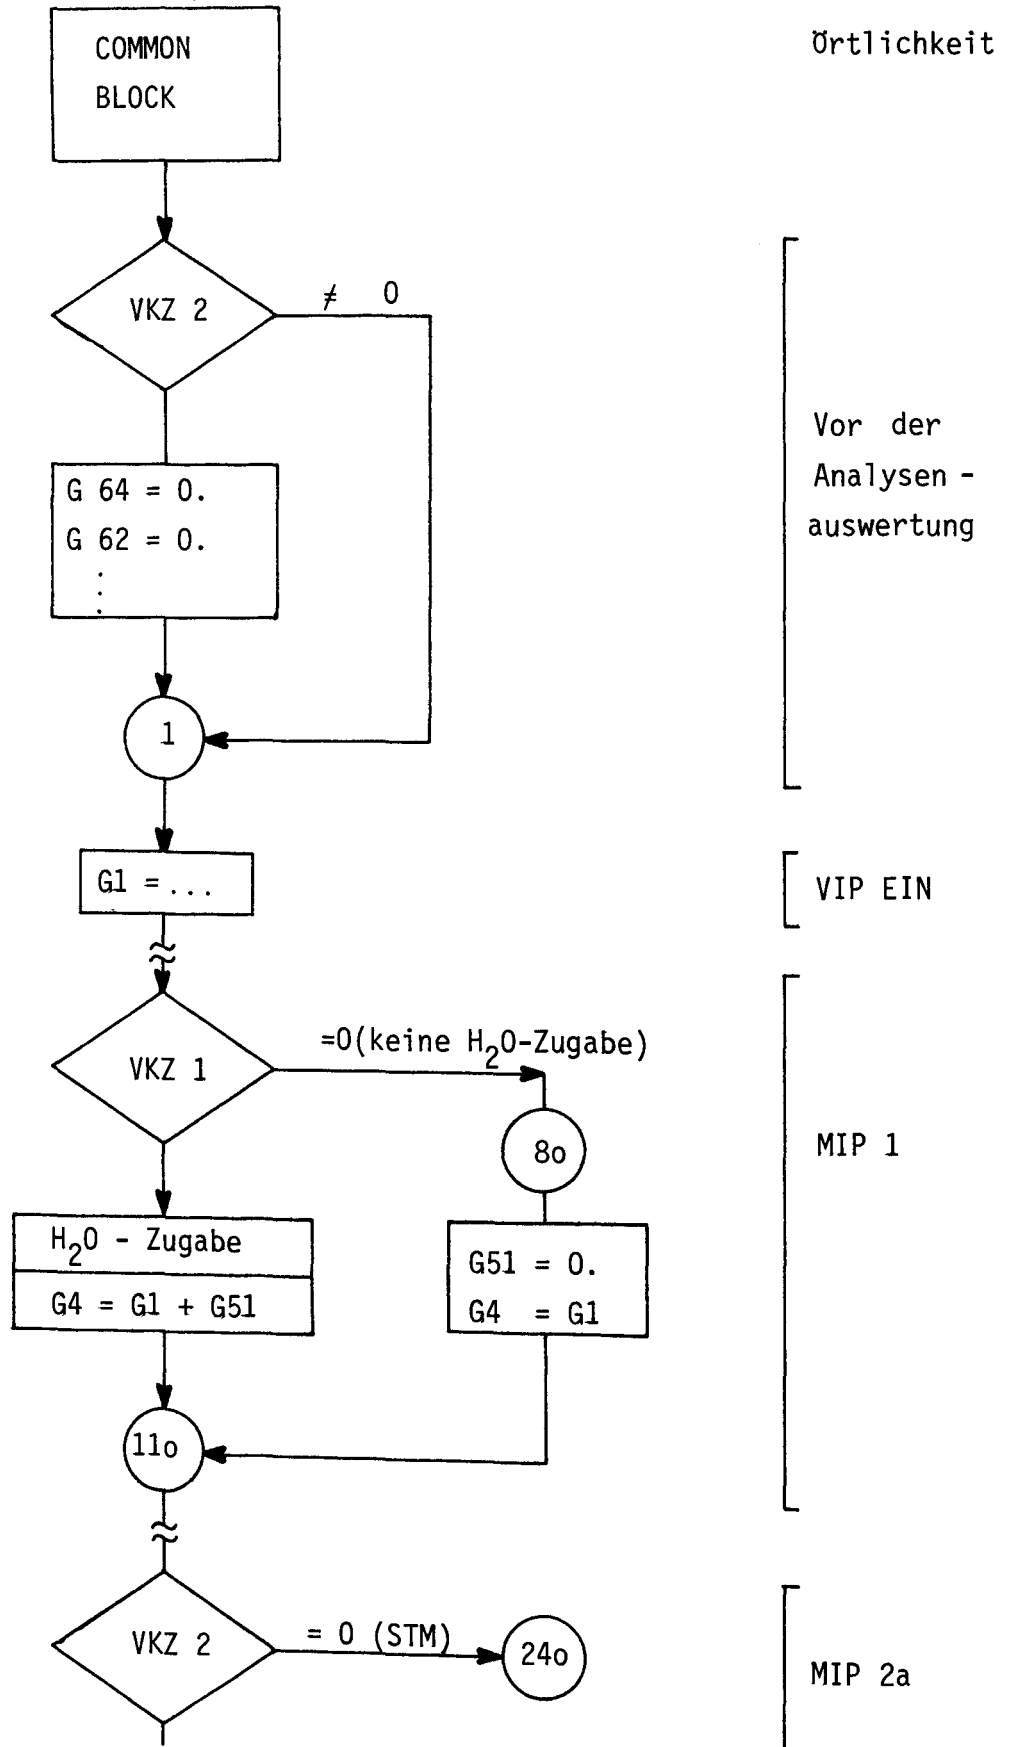 COMMON
BLOCK
Örtlichkeit
VKZ 2
≠ 0
G 64 = 0.
G 62 = 0.
⋮
Vor der
Analysen -
auswertung
1
G1 = ...
VIP EIN
VKZ 1
=0(keine H₂O-Zugabe)
8o
MIP 1
H₂O - Zugabe
G4 = G1 + G51
G51 = 0.
G4 = G1
11o
VKZ 2
= 0 (STM)
24o
MIP 2a